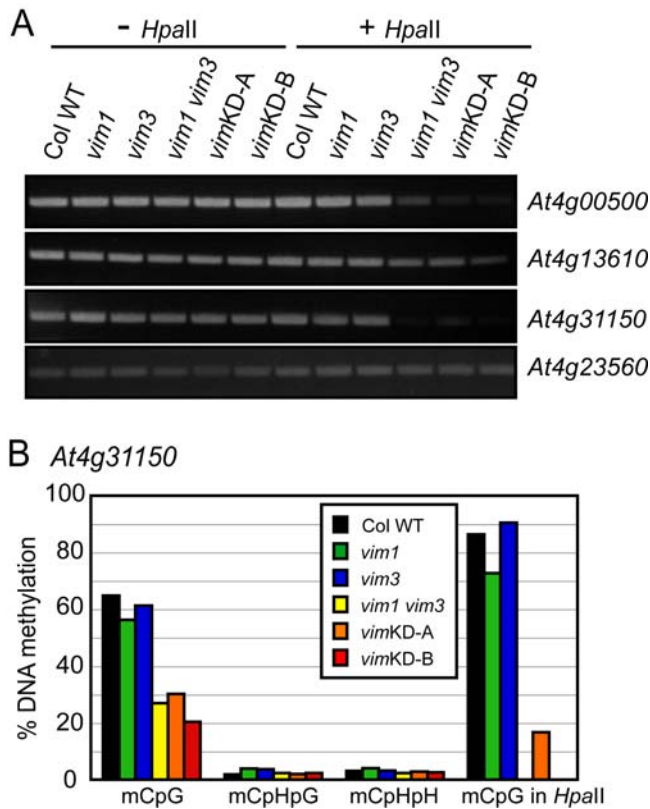 A
– HpaII + HpaII
Col WT vim1 vim3 vim1 vim3 vimKD-A vimKD-B Col WT vim1 vim3 vim1 vim3 vimKD-A vimKD-B
At4g00500
At4g13610
At4g31150
At4g23560
B At4g31150
% DNA methylation
100
80
60
40
20
0
Col WT
vim1
vim3
vim1 vim3
vimKD-A
vimKD-B
mCpG mCpHpG mCpHpH mCpG in HpaII